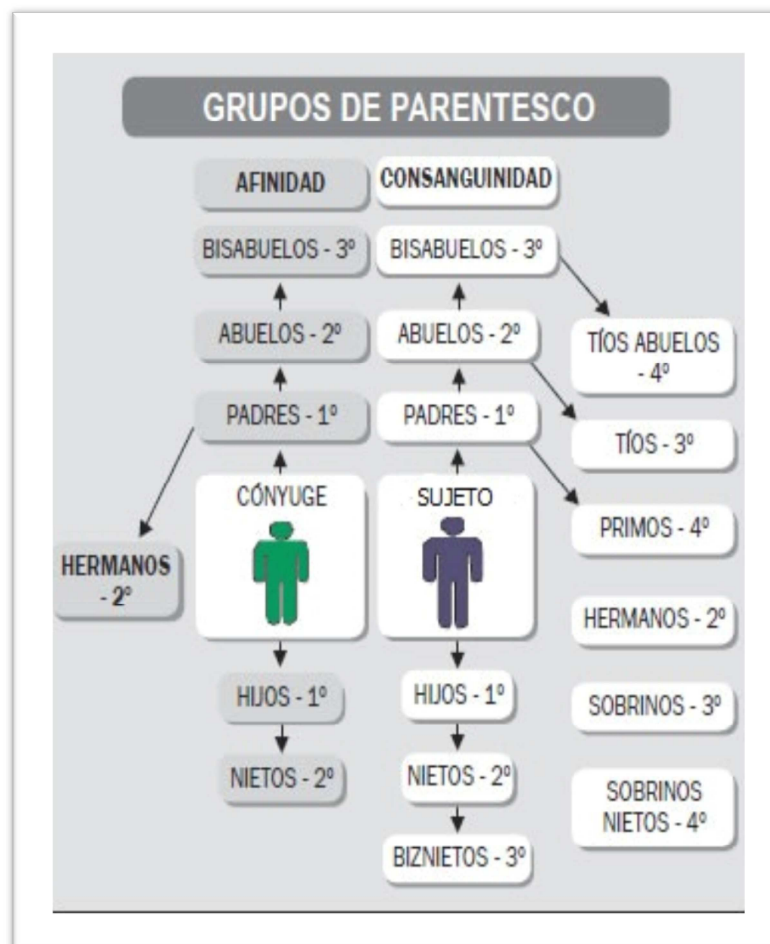 GRUPOS DE PARENTESCO
AFINIDAD
CONSANGUINIDAD
BISABUELOS - 3º
BISABUELOS - 3º
ABUELOS - 2º
ABUELOS - 2º
TÍOS ABUELOS
- 4º
PADRES - 1º
PADRES - 1º
TÍOS - 3º
CÓNYUGE
SUJETO
PRIMOS - 4º
HERMANOS
- 2º
HERMANOS - 2º
HIJOS - 1º
HIJOS - 1º
SOBRINOS - 3º
NIETOS - 2º
NIETOS - 2º
SOBRINOS
NIETOS - 4º
BIZNIETOS - 3º